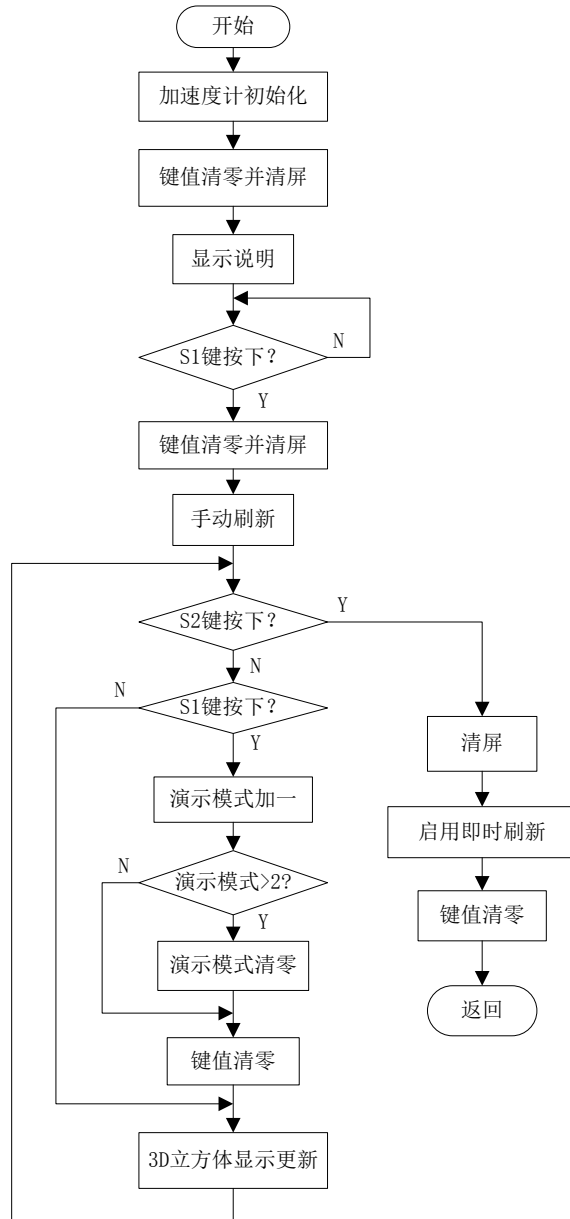 开始
加速度计初始化
键值清零并清屏
显示说明
S1键按下?
N
Y
键值清零并清屏
手动刷新
S2键按下?
Y
N
S1键按下?
N
Y
清屏
演示模式加一
启用即时刷新
演示模式>2?
N
Y
键值清零
演示模式清零
返回
键值清零
3D立方体显示更新